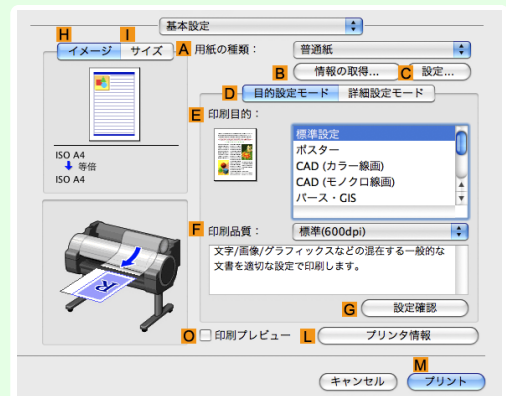 基本設定
H
I
イメージ サイズ
A 用紙の種類： 普通紙
B 情報の取得... C 設定...
D 目的設定モード 詳細設定モード
E 印刷目的：
標準設定
ポスター
CAD (カラー線画)
CAD (モノクロ線画)
パース・GIS
ISO A4
等倍
ISO A4
F 印刷品質： 標準(600dpi)
文字/画像/グラフィックスなどの混在する一般的な
文書を適切な設定で印刷します。
G 設定確認
O 印刷プレビュー L プリンタ情報
M
キャンセル プリント
R